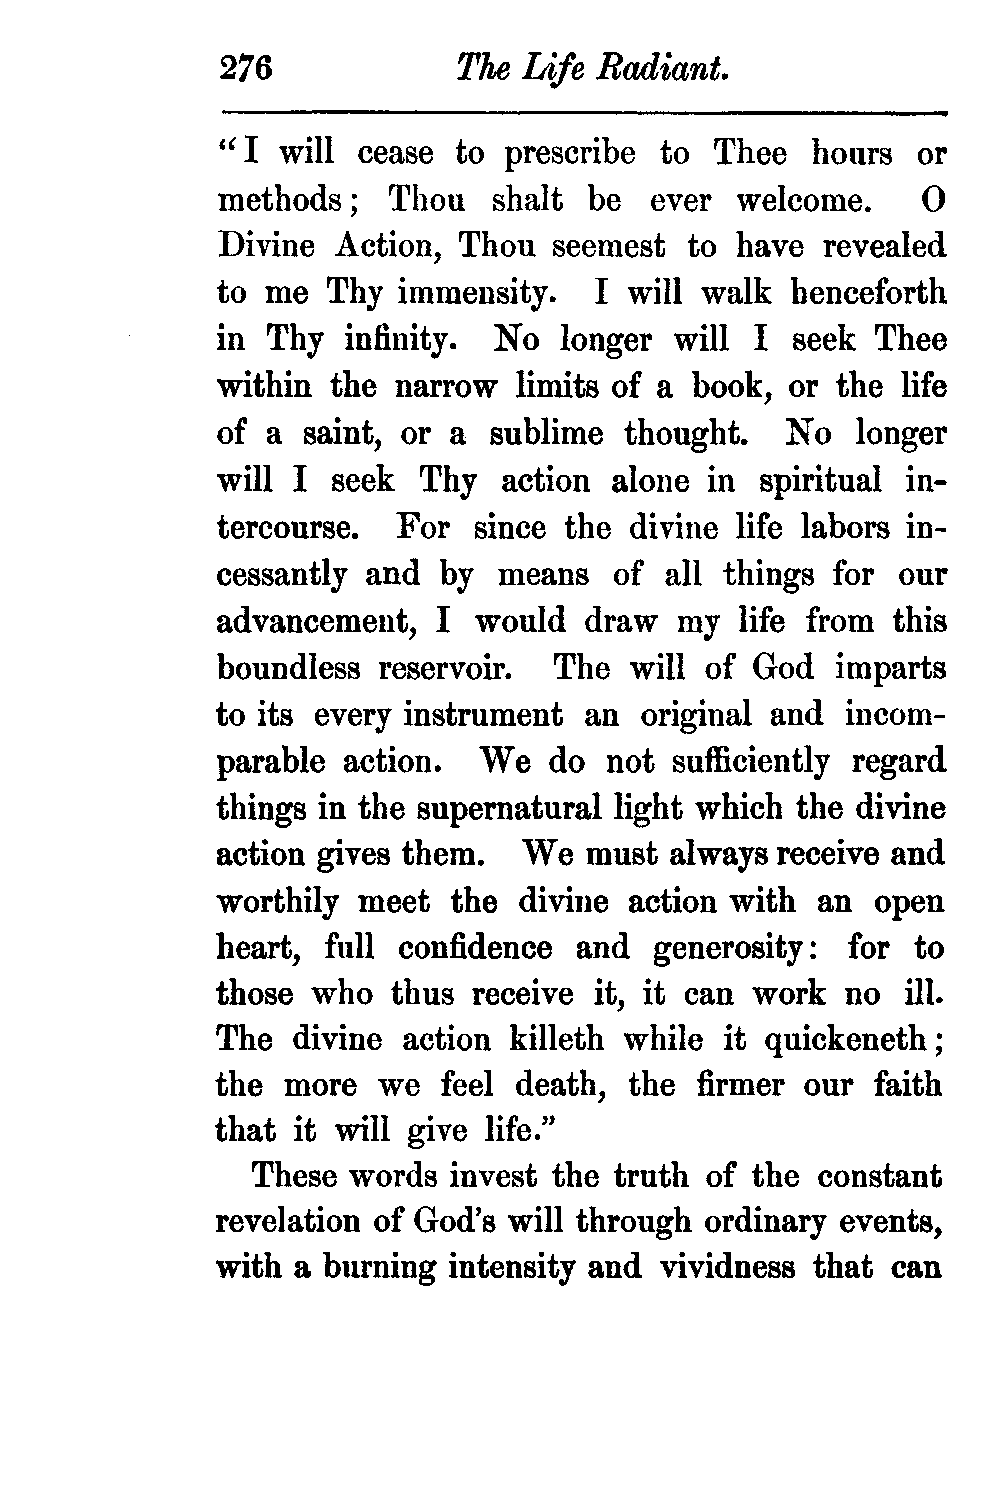 276 The Life Radiant.
“I will cease to prescribe to Thee hours or
methods; Thou shalt be ever welcome. O
Divine Action, Thou seemest to have revealed
to me Thy immensity. I will walk henceforth
in Thy infinity. No longer will I seek Thee
within the narrow limits of a book, or the life
of a saint, or a sublime thought. No longer
will I seek Thy action alone in spiritual in-
tercourse. For since the divine life labors in-
cessantly and by means of all things for our
advancement, I would draw my life from this
boundless reservoir. The will of God imparts
to its every instrument an original and incom-
parable action. We do not sufficiently regard
things in the supernatural light which the divine
action gives them. We must always receive and
worthily meet the divine action with an open
heart, full confidence and generosity: for to
those who thus receive it, it can work no ill.
The divine action killeth while it quickeneth;
the more we feel death, the firmer our faith
that it will give life.”
These words invest the truth of the constant
revelation of God’s will through ordinary events,
with a burning intensity and vividness that can